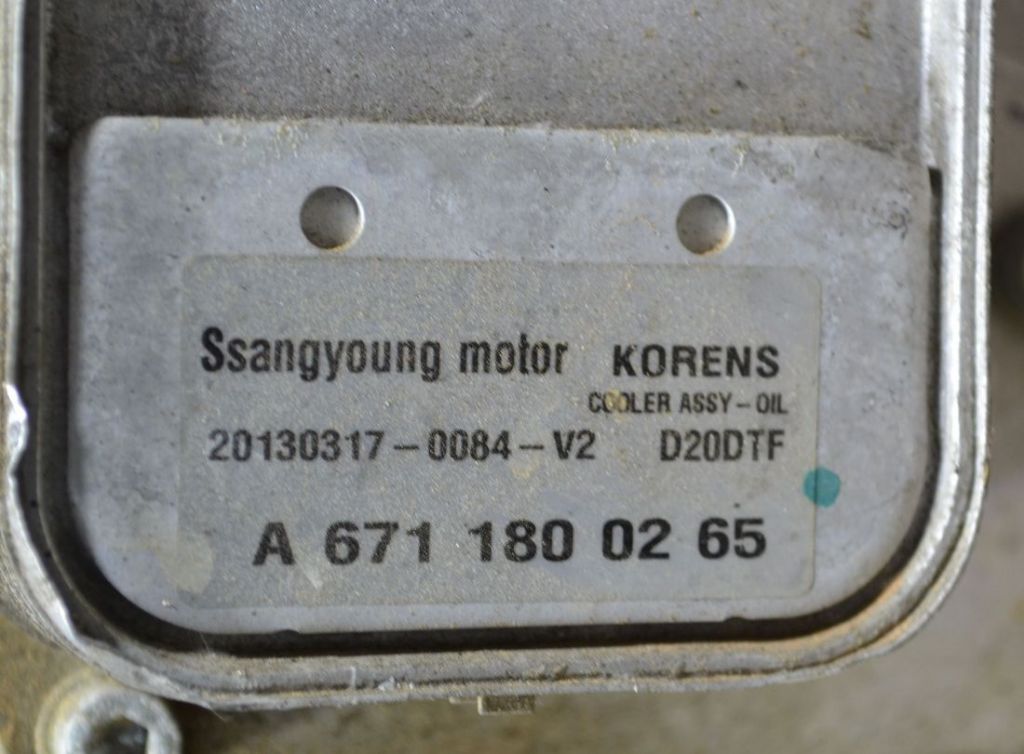 Ssangyoung motor KORENS
COOLER ASSY-OIL
20130317-0084-V2 D20DTF
A 671 180 02 65